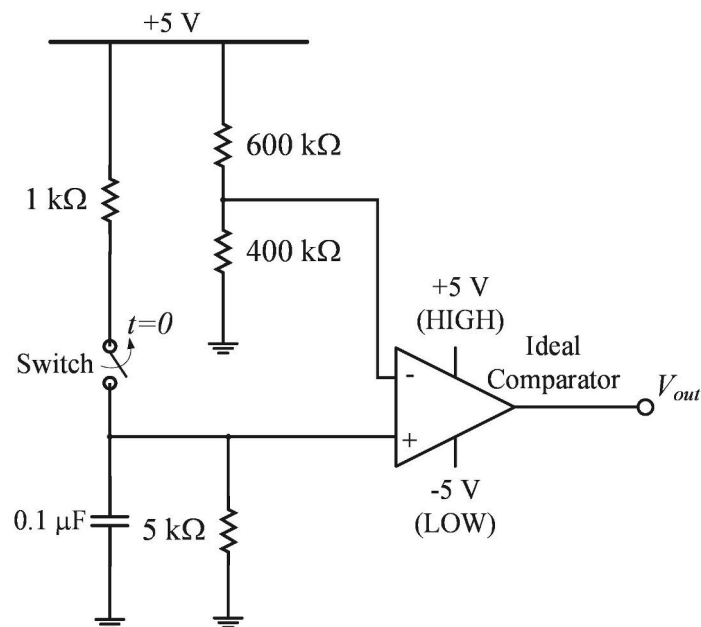 +5 V
600 kΩ
1 kΩ
400 kΩ
t=0
Switch
+5 V
(HIGH)
Ideal
Comparator
V_out
-
+
-5 V
(LOW)
0.1 μF
5 kΩ